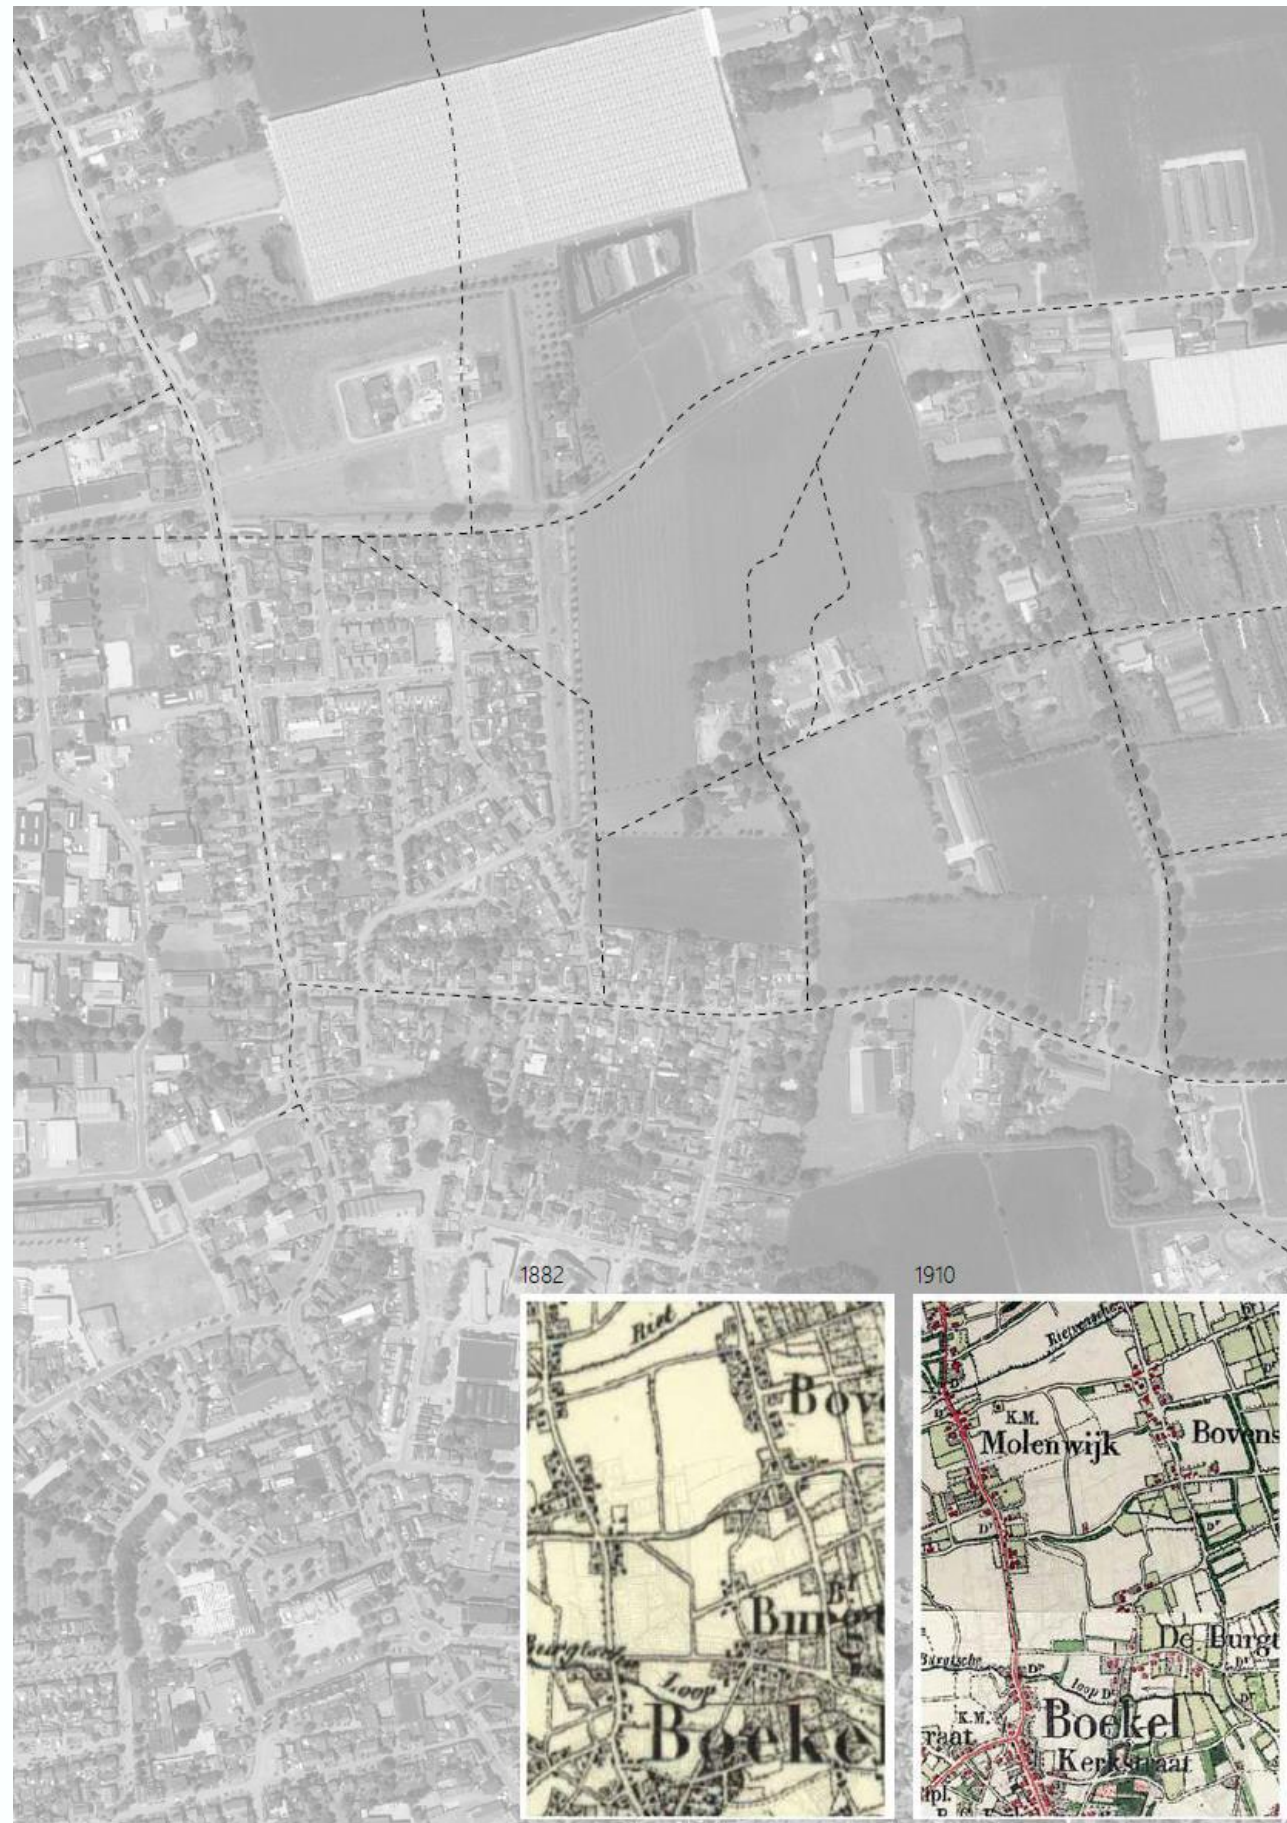 1882
1910
Riet
Bov
Burgt
Loop
Boekel
K.M.
Molenwijk
Bovens
De Burgt
Loop
K.M.
Boekel
raat.
Kerkstraat